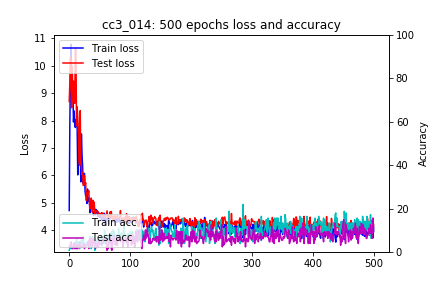 cc3_014: 500 epochs loss and accuracy
Train loss
Test loss
Train acc
Test acc
Loss
11
10
9
8
7
6
5
4
Accuracy
100
80
60
40
20
0
0
100
200
300
400
500